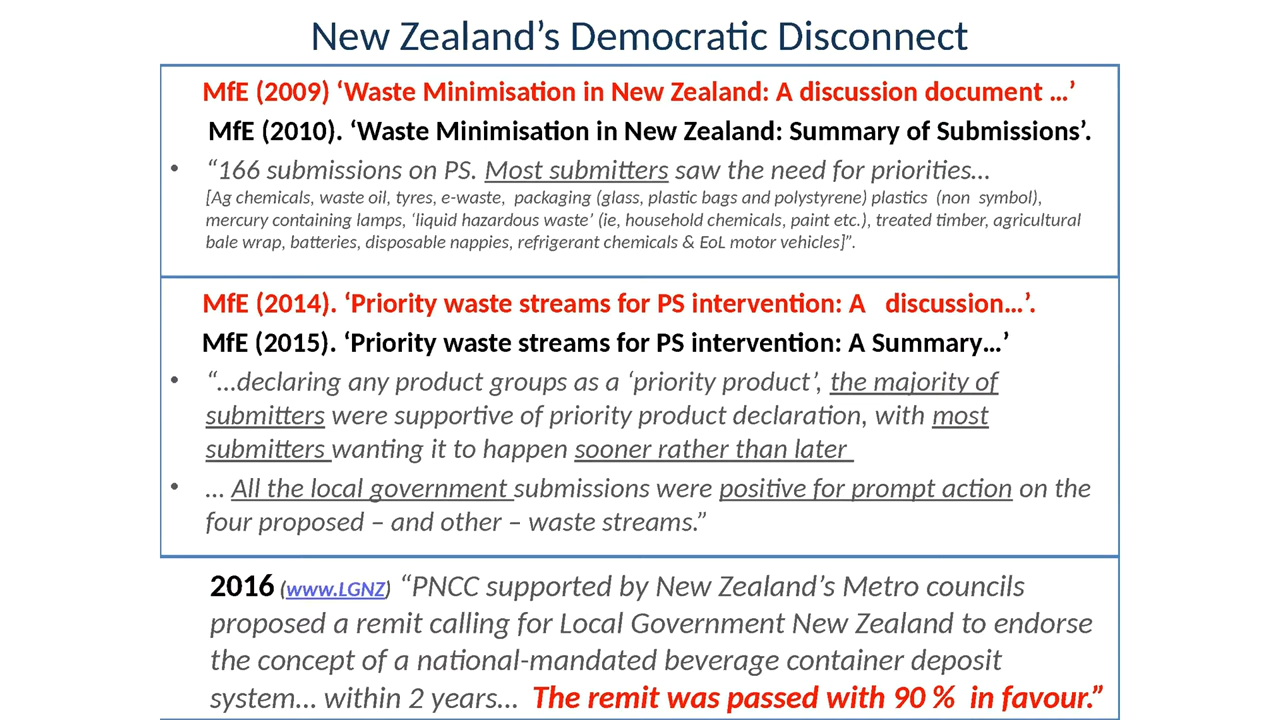 New Zealand’s Democratic Disconnect
MfE (2009) ‘Waste Minimisation in New Zealand: A discussion document …’
MfE (2010). ‘Waste Minimisation in New Zealand: Summary of Submissions’.
• “166 submissions on PS. Most submitters saw the need for priorities…
[Ag chemicals, waste oil, tyres, e-waste, packaging (glass, plastic bags and polystyrene) plastics (non symbol),
mercury containing lamps, ‘liquid hazardous waste’ (ie, household chemicals, paint etc.), treated timber, agricultural
bale wrap, batteries, disposable nappies, refrigerant chemicals & EoL motor vehicles]”.
MfE (2014). ‘Priority waste streams for PS intervention: A discussion…’.
MfE (2015). ‘Priority waste streams for PS intervention: A Summary…’
• “…declaring any product groups as a ‘priority product’, the majority of
submitters were supportive of priority product declaration, with most
submitters wanting it to happen sooner rather than later
• … All the local government submissions were positive for prompt action on the
four proposed – and other – waste streams.”
2016 (www.LGNZ) “PNCC supported by New Zealand’s Metro councils
proposed a remit calling for Local Government New Zealand to endorse
the concept of a national-mandated beverage container deposit
system… within 2 years… The remit was passed with 90 % in favour.”